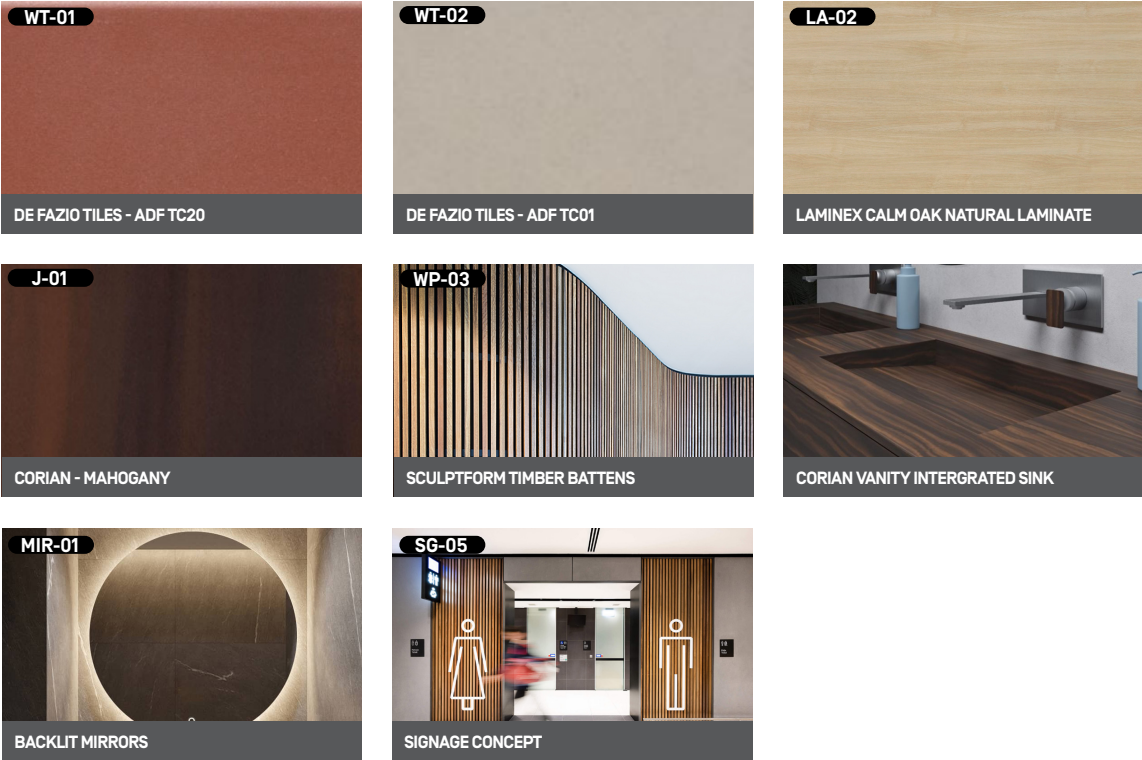 WT-01
DE FAZIO TILES - ADF TC20
WT-02
DE FAZIO TILES - ADF TC01
LA-02
LAMINEX CALM OAK NATURAL LAMINATE
J-01
CORIAN - MAHOGANY
WP-03
SCULPTFORM TIMBER BATTENS
CORIAN VANITY INTERGRATED SINK
MIR-01
BACKLIT MIRRORS
SG-05
SIGNAGE CONCEPT